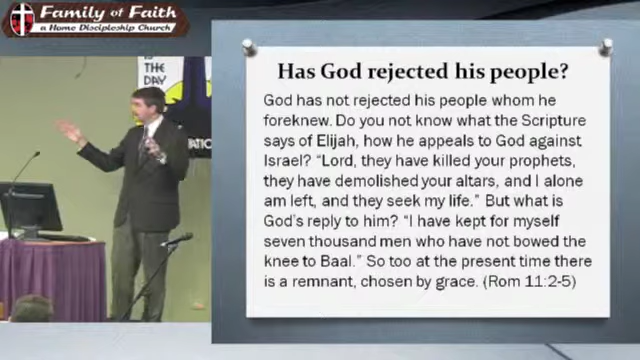 Family of Faith
a Home Discipleship Church
IS
THE
DAY
Has God rejected his people?
God has not rejected his people whom he
foreknew. Do you not know what the Scripture
says of Elijah, how he appeals to God against
Israel? “Lord, they have killed your prophets,
they have demolished your altars, and I alone
am left, and they seek my life.” But what is
God’s reply to him? “I have kept for myself
seven thousand men who have not bowed the
knee to Baal.” So too at the present time there
is a remnant, chosen by grace. (Rom 11:2-5)